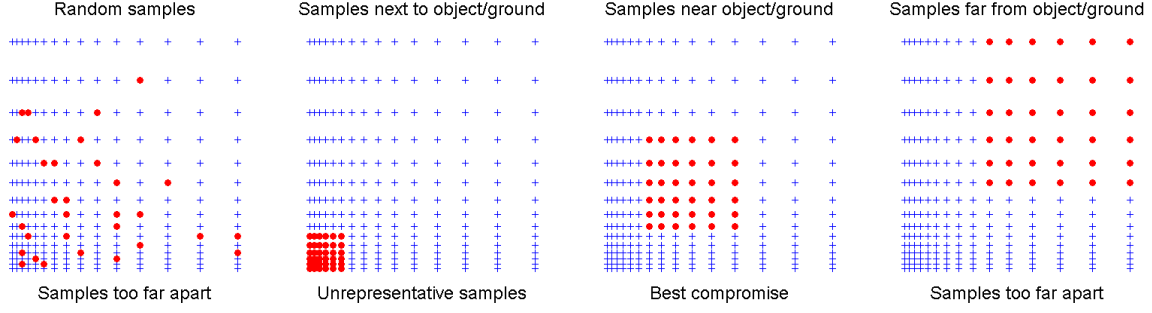 Random samples
Samples next to object/ground
Samples near object/ground
Samples far from object/ground
Samples too far apart
Unrepresentative samples
Best compromise
Samples too far apart